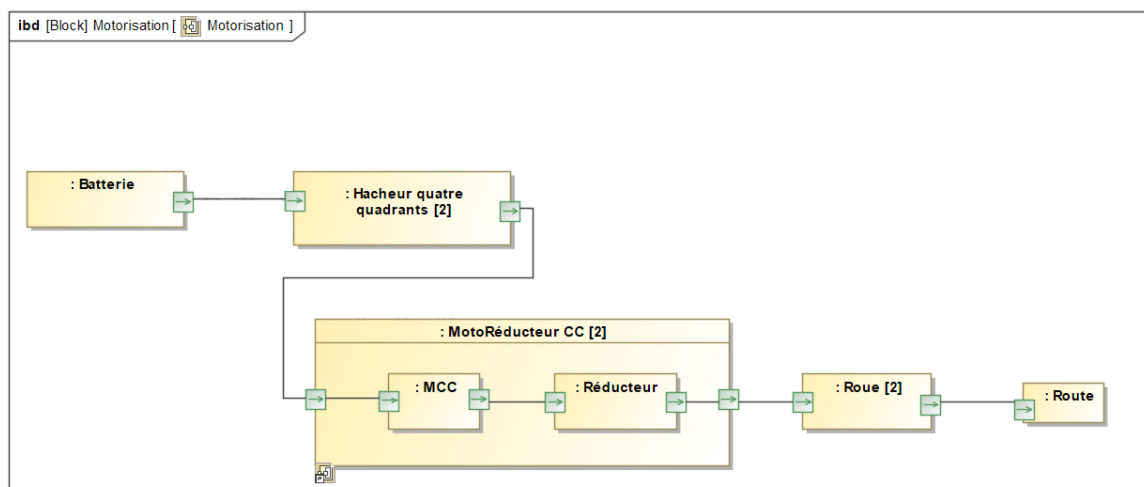 ibd [Block] Motorisation [ Motorisation ]
: Batterie
: Hacheur quatre
quadrants [2]
: MotoRéducteur CC [2]
: MCC
: Réducteur
: Roue [2]
: Route